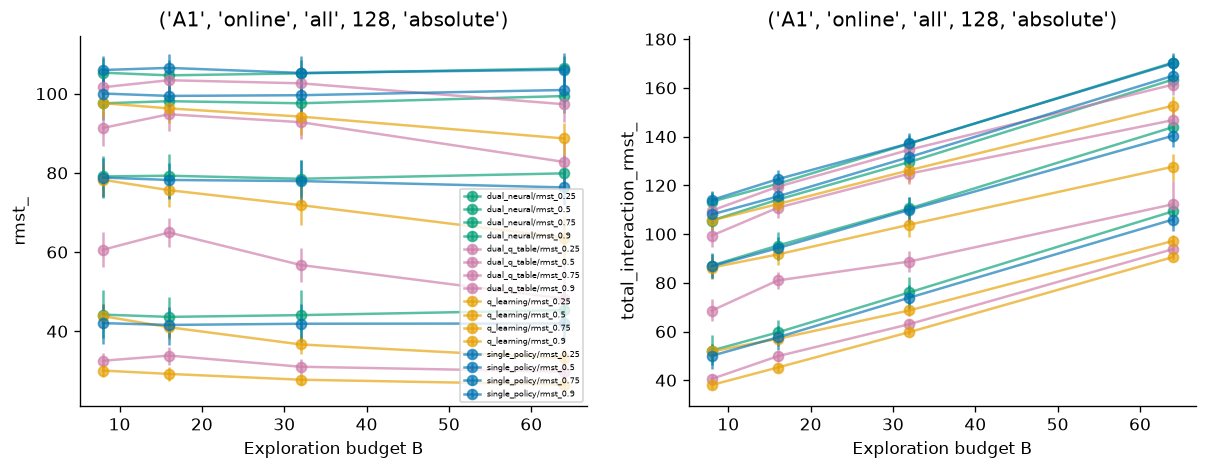 ('A1', 'online', 'all', 128, 'absolute')
rmst_
100
80
60
40
10
20
30
40
50
60
Exploration budget B
dual_neural/rmst_0.25
dual_neural/rmst_0.5
dual_neural/rmst_0.75
dual_neural/rmst_0.9
dual_q_table/rmst_0.25
dual_q_table/rmst_0.5
dual_q_table/rmst_0.75
dual_q_table/rmst_0.9
q_learning/rmst_0.25
q_learning/rmst_0.5
q_learning/rmst_0.75
q_learning/rmst_0.9
single_policy/rmst_0.25
single_policy/rmst_0.5
single_policy/rmst_0.75
single_policy/rmst_0.9
('A1', 'online', 'all', 128, 'absolute')
total_interaction_rmst_
180
160
140
120
100
80
60
40
10
20
30
40
50
60
Exploration budget B